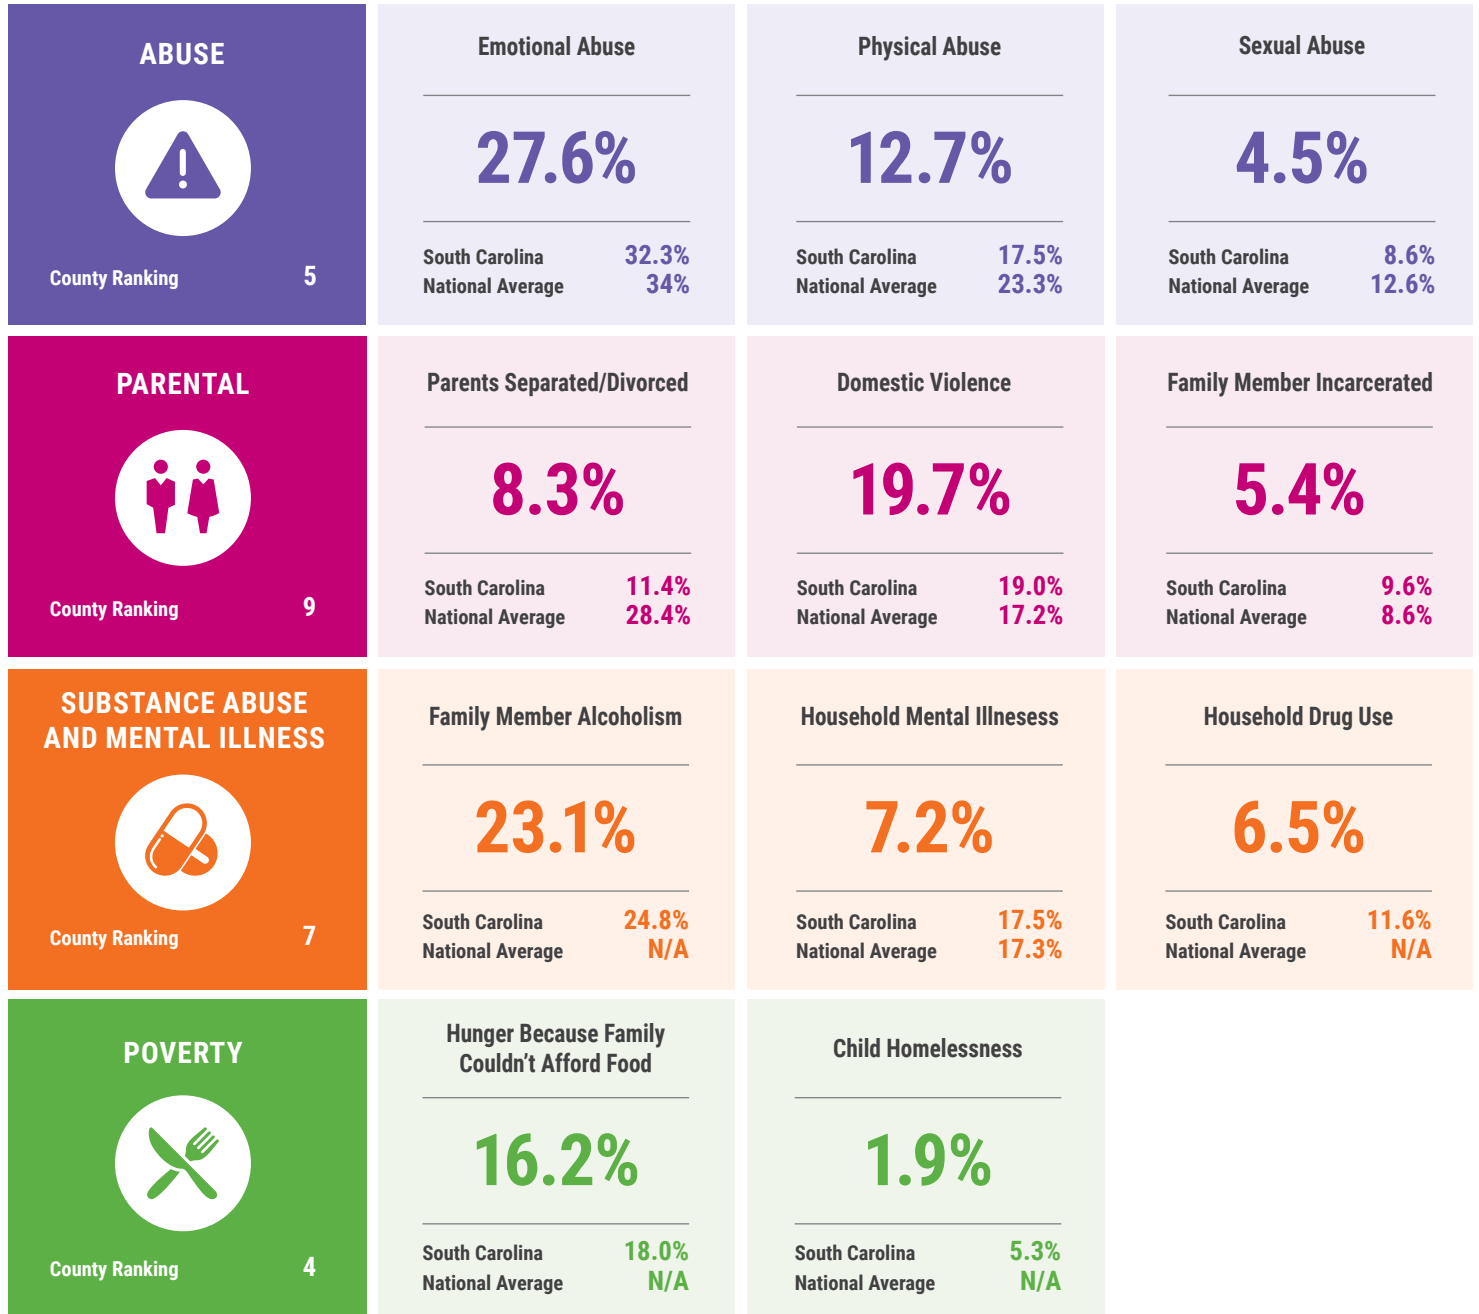 ABUSE
County Ranking 5
Emotional Abuse
27.6%
South Carolina 32.3%
National Average 34%
Physical Abuse
12.7%
South Carolina 17.5%
National Average 23.3%
Sexual Abuse
4.5%
South Carolina 8.6%
National Average 12.6%
PARENTAL
County Ranking 9
Parents Separated/Divorced
8.3%
South Carolina 11.4%
National Average 28.4%
Domestic Violence
19.7%
South Carolina 19.0%
National Average 17.2%
Family Member Incarcerated
5.4%
South Carolina 9.6%
National Average 8.6%
SUBSTANCE ABUSE
AND MENTAL ILLNESS
County Ranking 7
Family Member Alcoholism
23.1%
South Carolina 24.8%
National Average N/A
Household Mental Illnesess
7.2%
South Carolina 17.5%
National Average 17.3%
Household Drug Use
6.5%
South Carolina 11.6%
National Average N/A
POVERTY
County Ranking 4
Hunger Because Family
Couldn’t Afford Food
16.2%
South Carolina 18.0%
National Average N/A
Child Homelessness
1.9%
South Carolina 5.3%
National Average N/A